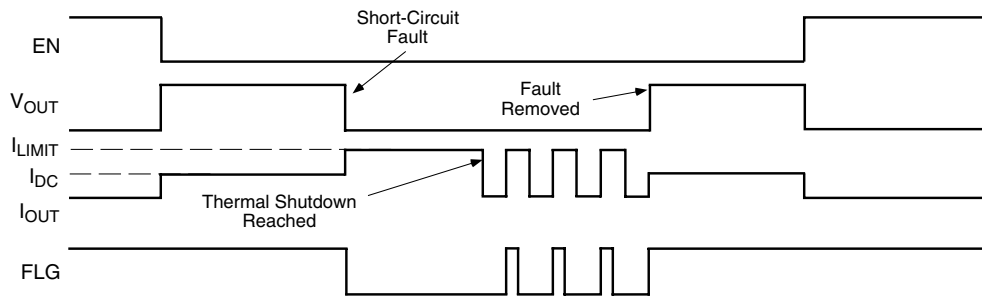 Short-Circuit
Fault
EN
Fault
Removed
VOUT
ILIMIT
IDC
Thermal Shutdown
Reached
IOUT
FLG